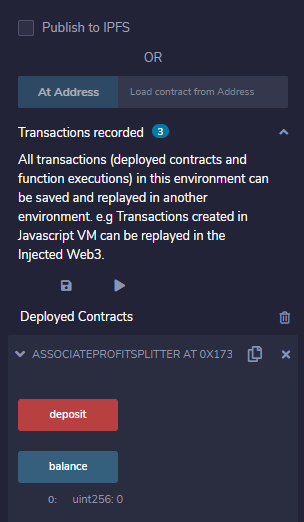 Publish to IPFS
OR
At Address Load contract from Address
Transactions recorded 3
All transactions (deployed contracts and
function executions) in this environment can
be saved and replayed in another
environment. e.g Transactions created in
Javascript VM can be replayed in the
Injected Web3.
Deployed Contracts
ASSOCIATEPROFITSPLITTER AT 0X173
deposit
balance
0: uint256: 0